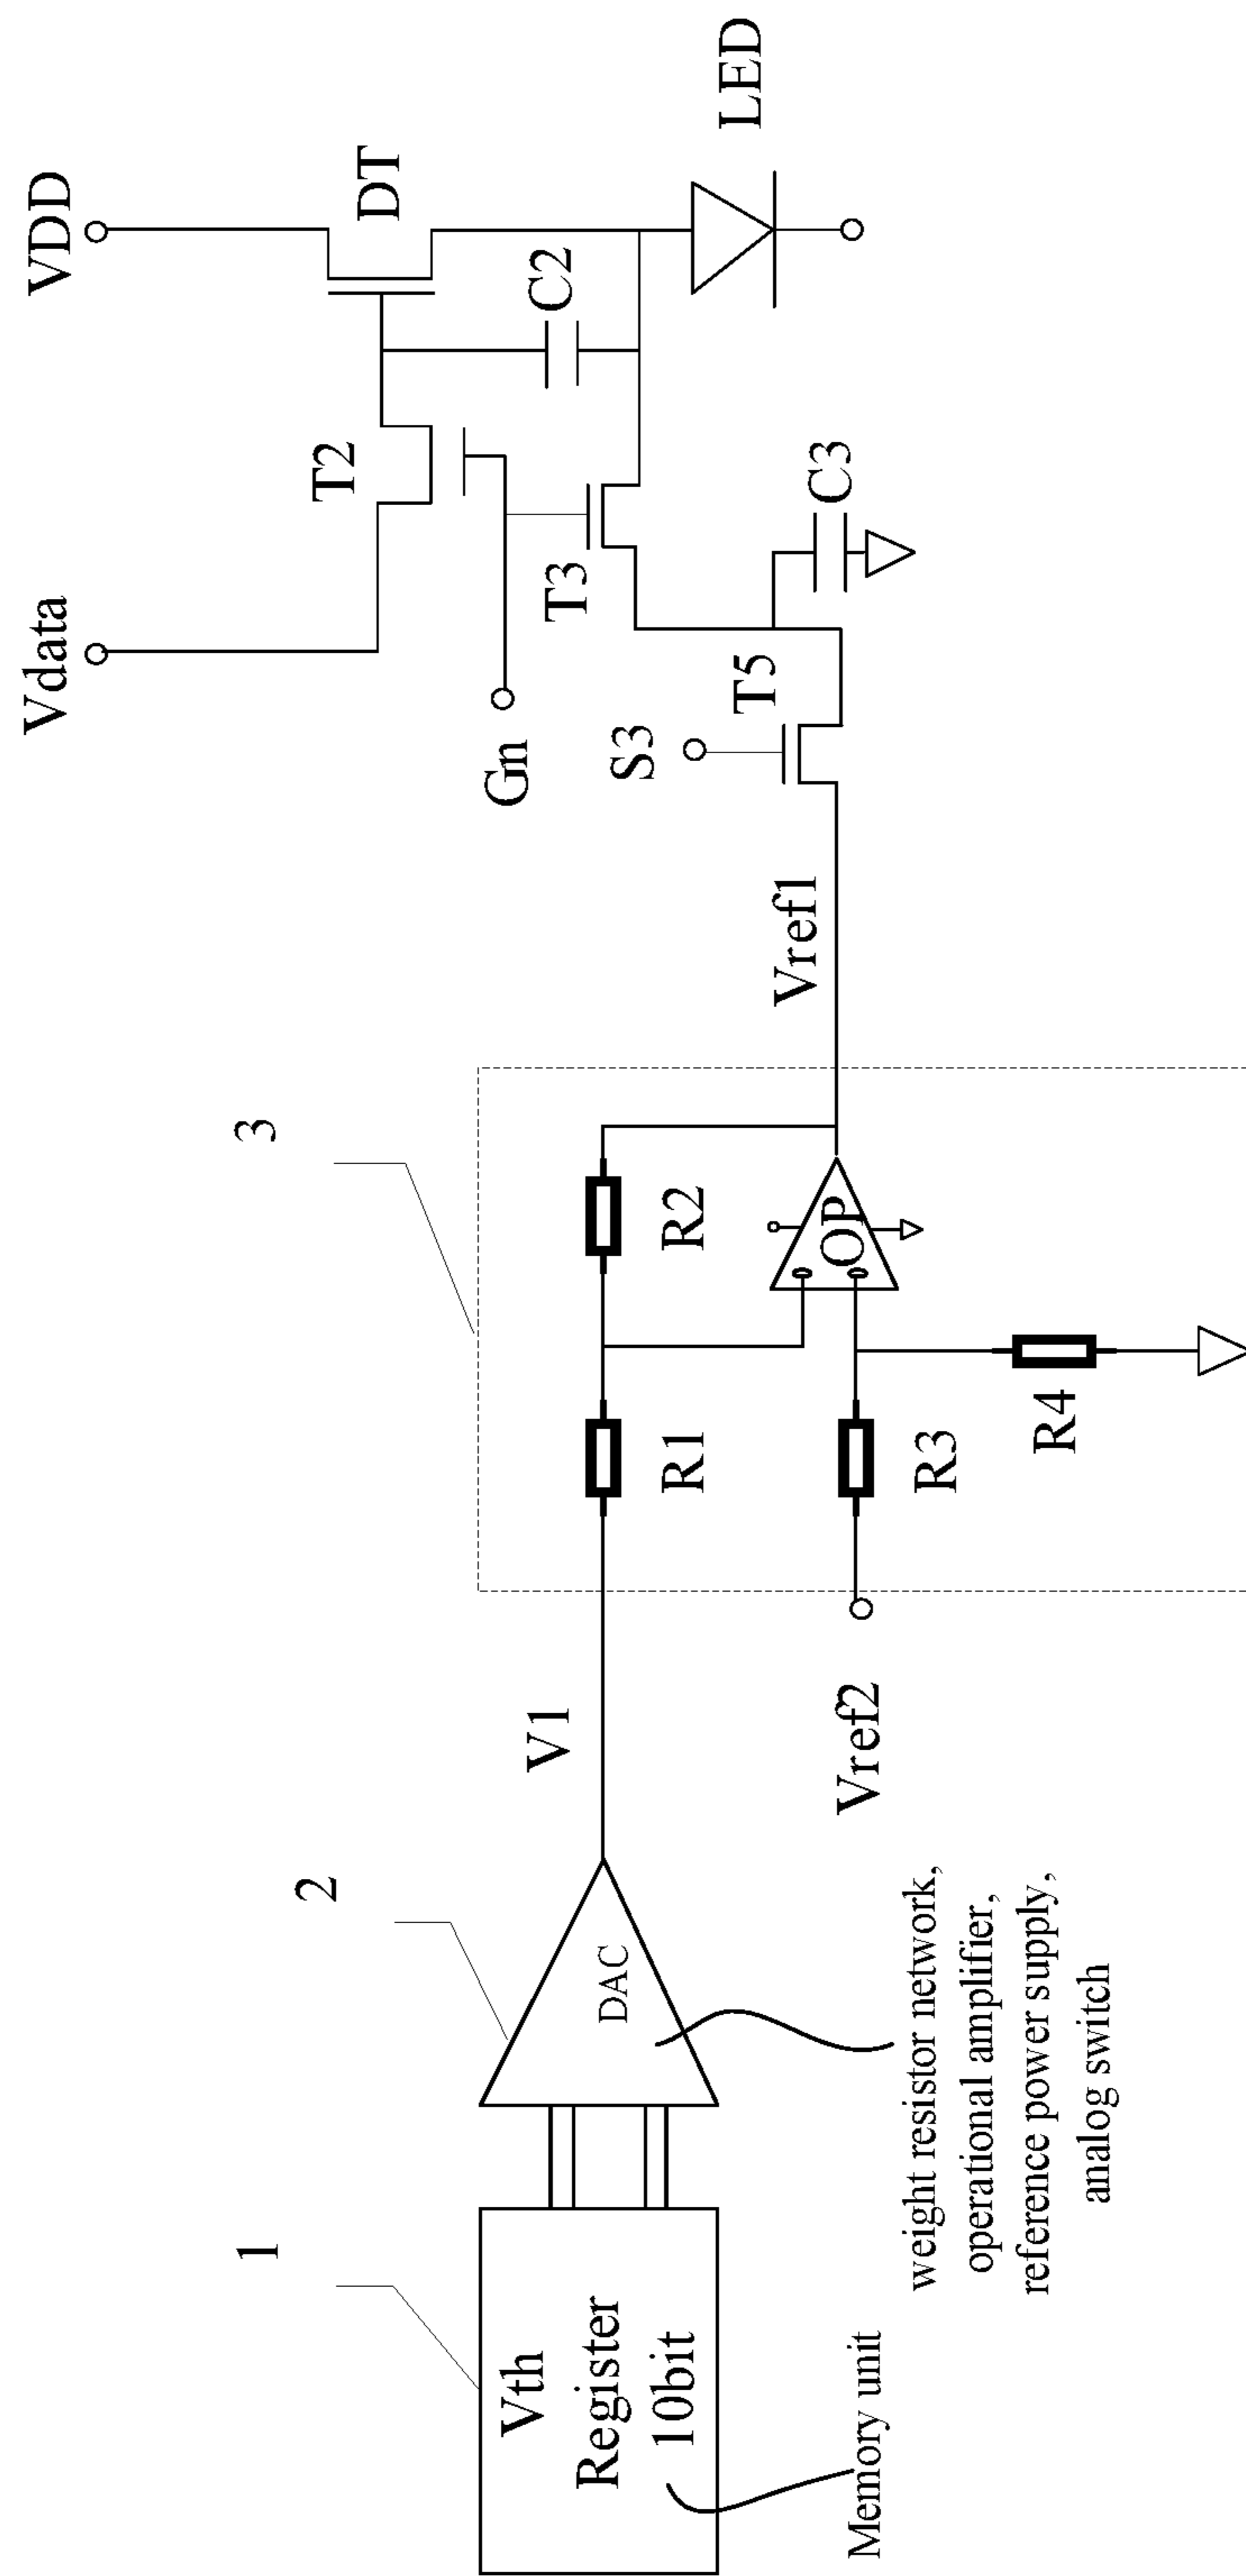 1
Vth
Register
10bit
Memory unit
2
DAC
weight resistor network,
operational amplifier,
reference power supply,
analog switch
V1
3
R1
R2
OP
R3
R4
Vref2
Vref1
S3
T5
C3
Gn
T3
T2
C2
Vdata
VDD
DT
LED